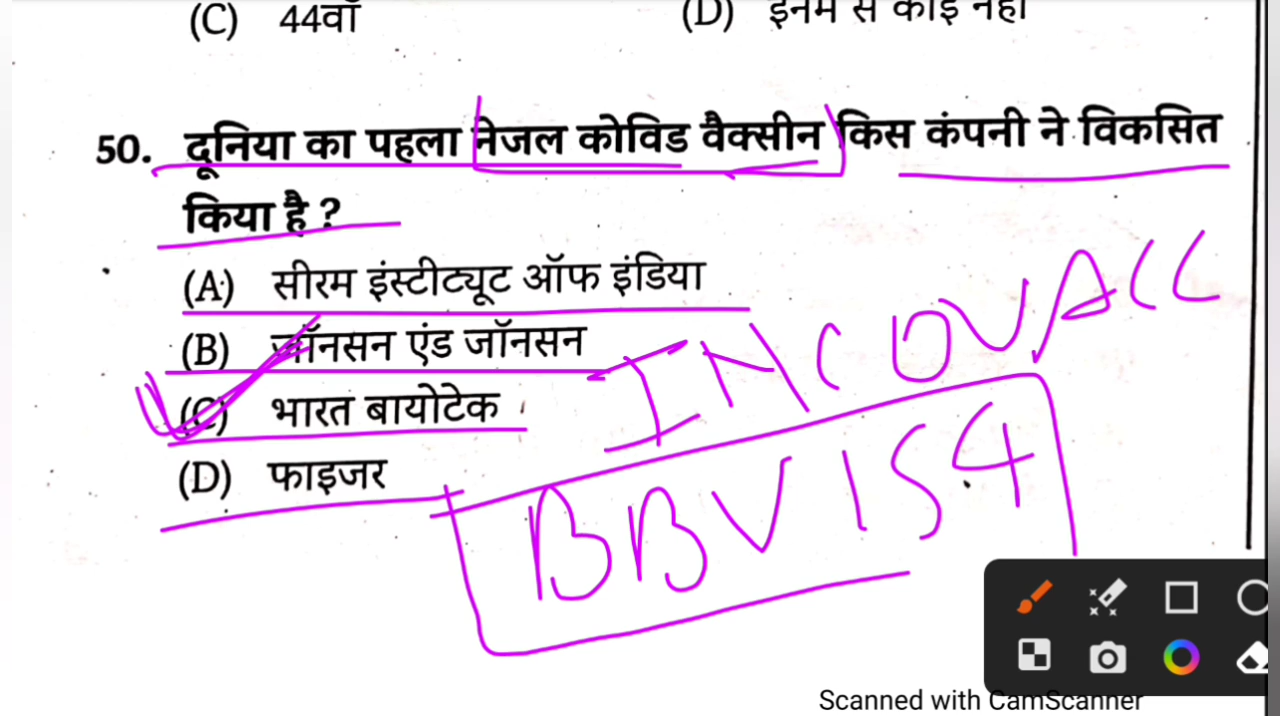 (C) 44वाँ (D) इनमें से कोई नहीं
50. दूनिया का पहला नेजल कोविड वैक्सीन किस कंपनी ने विकसित
किया है ?
(A) सीरम इंस्टीट्यूट ऑफ इंडिया
(B) जॉनसन एंड जॉनसन
(C) भारत बायोटेक
(D) फाइजर
INCOVACC
BBV154
Scanned with CamScanner